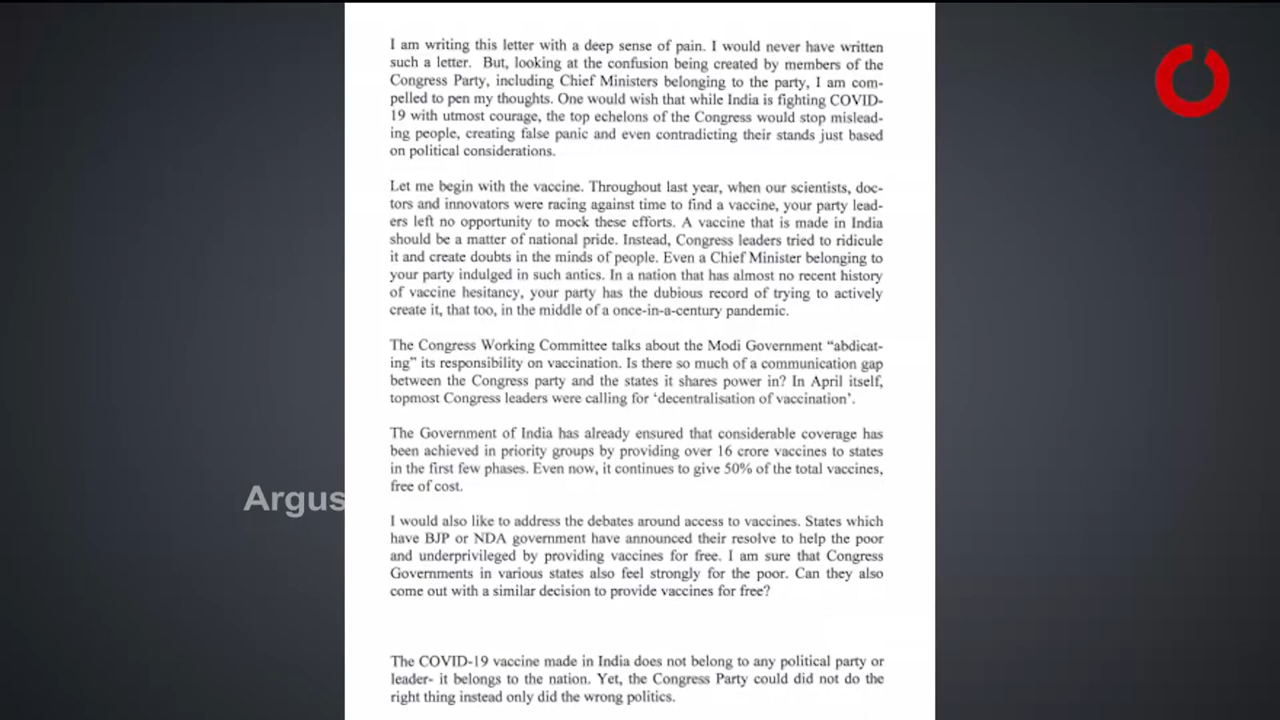 I am writing this letter with a deep sense of pain. I would never have written
such a letter. But, looking at the confusion being created by members of the
Congress Party, including Chief Ministers belonging to the party, I am com-
pelled to pen my thoughts. One would wish that while India is fighting COVID-
19 with utmost courage, the top echelons of the Congress would stop mislead-
ing people, creating false panic and even contradicting their stands just based
on political considerations.
Let me begin with the vaccine. Throughout last year, when our scientists, doc-
tors and innovators were racing against time to find a vaccine, your party lead-
ers left no opportunity to mock these efforts. A vaccine that is made in India
should be a matter of national pride. Instead, Congress leaders tried to ridicule
it and create doubts in the minds of people. Even a Chief Minister belonging to
your party indulged in such antics. In a nation that has almost no recent history
of vaccine hesitancy, your party has the dubious record of trying to actively
create it, that too, in the middle of a once-in-a-century pandemic.
The Congress Working Committee talks about the Modi Government “abdicat-
ing” its responsibility on vaccination. Is there so much of a communication gap
between the Congress party and the states it shares power in? In April itself,
topmost Congress leaders were calling for ‘decentralisation of vaccination’.
The Government of India has already ensured that considerable coverage has
been achieved in priority groups by providing over 16 crore vaccines to states
in the first few phases. Even now, it continues to give 50% of the total vaccines,
free of cost.
Argus
I would also like to address the debates around access to vaccines. States which
have BJP or NDA government have announced their resolve to help the poor
and underprivileged by providing vaccines for free. I am sure that Congress
Governments in various states also feel strongly for the poor. Can they also
come out with a similar decision to provide vaccines for free?
The COVID-19 vaccine made in India does not belong to any political party or
leader- it belongs to the nation. Yet, the Congress Party could did not do the
right thing instead only did the wrong politics.